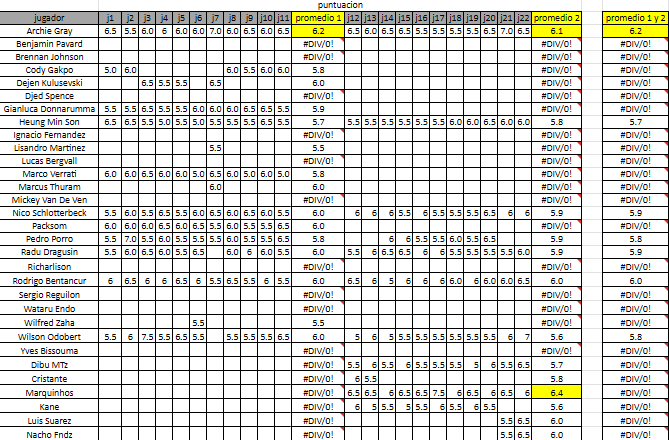 puntuacion
jugador j1 j2 j3 j4 j5 j6 j7 j8 j9 j10 j11 promedio 1 j12 j13 j14 j15 j16 j17 j18 j19 j20 j21 j22 promedio 2 promedio 1 y 2
Archie Gray 6.5 5.5 6.0 6 6.0 6.0 7.0 6.0 6.5 6.0 6.5 6.2 6.5 6.0 6.5 6.5 6.5 5.5 5.5 5.5 6.5 7.0 6.5 6.1 6.2
Benjamin Pavard #DIV/0! #DIV/0! #DIV/0!
Brennan Johnson #DIV/0! #DIV/0! #DIV/0!
Cody Gakpo 5.0 6.0 6.0 5.5 6.0 6.0 5.8 #DIV/0! #DIV/0!
Dejen Kulusevski 6.5 5.5 5.5 6.5 6.0 #DIV/0! #DIV/0!
Djed Spence #DIV/0! #DIV/0! #DIV/0!
Gianluca Donnarumma 5.5 5.5 6.5 5.5 5.5 6.0 6.0 6.0 6.5 6.5 5.5 5.9 #DIV/0! #DIV/0!
Heung Min Son 6.5 6.5 5.5 5.0 5.5 5.0 5.5 5.5 5.5 6.5 6.5 5.7 5.5 5.5 5.5 5.5 5.5 5.5 6.0 6.0 6.5 6.0 6.0 5.8 5.7
Ignacio Fernandez #DIV/0! #DIV/0! #DIV/0!
Lisandro Martinez 5.5 5.5 #DIV/0! #DIV/0!
Lucas Bergvall #DIV/0! #DIV/0! #DIV/0!
Marco Verrati 6.0 6.0 6.5 6.0 6.0 5.5 6.5 6.0 5.0 6.0 5.0 5.8 #DIV/0! #DIV/0!
Marcus Thuram 6.0 6.0 #DIV/0! #DIV/0!
Mickey Van De Ven #DIV/0! #DIV/0! #DIV/0!
Nico Schlotterbeck 5.5 6.0 5.5 6.5 5.5 6.0 6.5 6.0 6.5 6.0 5.5 6.0 6 6 6 5.5 6 5.5 5.5 5.5 6.5 6 6 5.9 5.9
Packsom 6.0 6.0 6.0 6.5 6.0 5.5 5.5 6.5 6.0 5.5 6.5 6.0 #DIV/0! #DIV/0!
Pedro Porro 5.5 7.0 5.5 6.0 5.5 5.5 5.5 6.0 5.5 5.5 6.5 5.8 6 6 5.5 5.5 6.0 5.5 6.5 5.9 5.8
Radu Dragusin 5.5 6.0 6.5 6.0 5.5 6.5 6.0 6 6.0 5.5 6.0 5.5 6 6.5 6.5 6 6 5.5 5.5 5.5 5.5 6.0 5.9 5.9
Richarlison #DIV/0! #DIV/0! #DIV/0!
Rodrigo Bentancur 6 6.5 6 6 6.5 6 5.5 6.5 5.5 6 5.5 6.0 6.5 6 5 6 6 6 6.0 6 6.0 6.0 6.5 6.0 6.0
Sergio Reguilon #DIV/0! #DIV/0! #DIV/0!
Wataru Endo #DIV/0! #DIV/0! #DIV/0!
Wilfred Zaha 5.5 5.5 #DIV/0! #DIV/0!
Wilson Odobert 5.5 6 7.5 5.5 6.5 5.5 5.5 5.5 5.5 6.5 6.0 5 6 5 5.5 5.5 5.5 5.5 5.5 5.5 6 7 5.6 5.8
Yves Bissouma #DIV/0! #DIV/0! #DIV/0!
Dibu MTz #DIV/0! 5.5 6 6.5 5.5 6 5.5 5.5 5 6 5.5 6.5 5.7 #DIV/0!
Cristante #DIV/0! 6 5.5 5.8 #DIV/0!
Marquinhos #DIV/0! 6.5 6.5 6 6.5 6.5 7.5 6 6.5 6 6.5 6 6.4 #DIV/0!
Kane #DIV/0! 6 5 5.5 5.5 6 5.5 6 5.5 5.6 #DIV/0!
Luis Suarez #DIV/0! 5.5 6.5 6.0 #DIV/0!
Nacho Fndz #DIV/0! 5.5 6.5 6.0 #DIV/0!